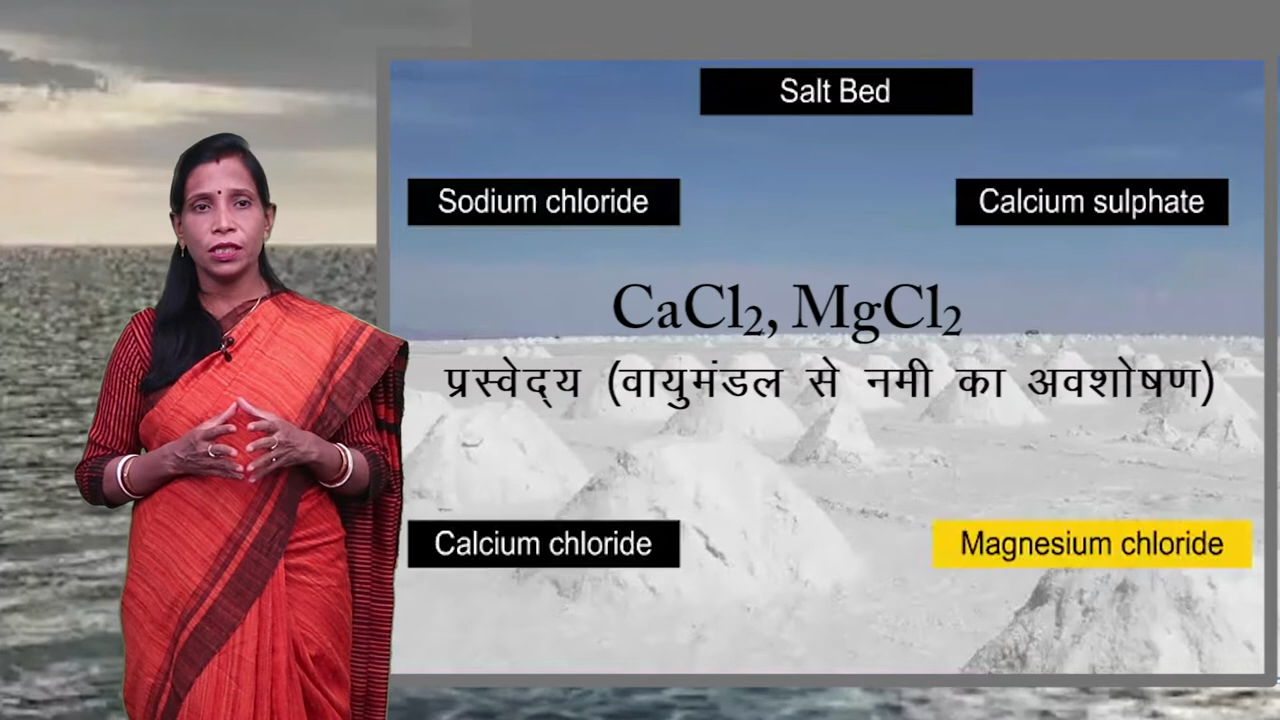 Salt Bed
Sodium chloride
Calcium sulphate
CaCl₂, MgCl₂
प्रस्वेद्‌य (वायुमंडल से नमी का अवशोषण)
Calcium chloride
Magnesium chloride